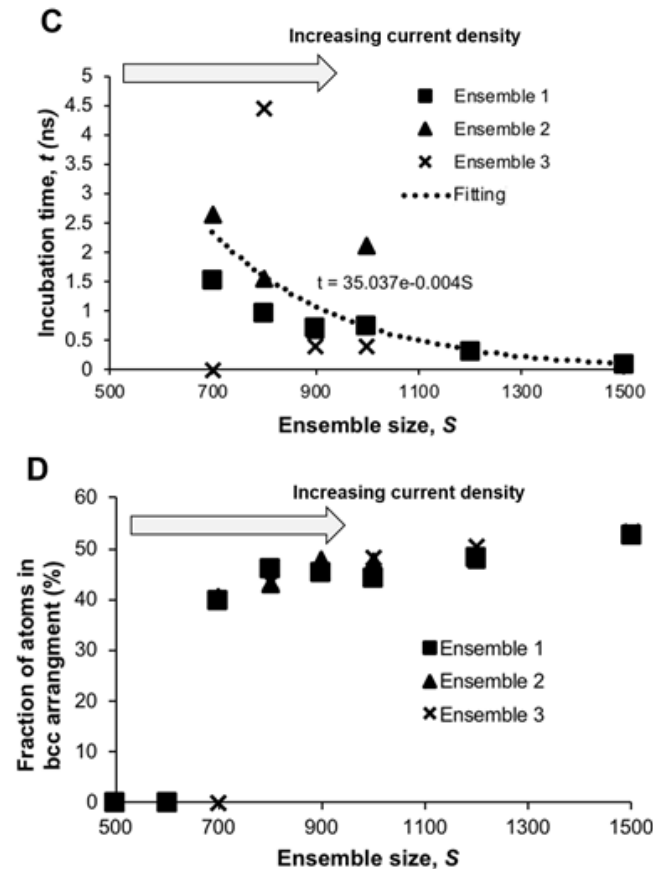 C
Increasing current density
5
4.5
4
3.5
3
2.5
2
1.5
1
0.5
0
Incubation time, t (ns)
Ensemble 1
Ensemble 2
Ensemble 3
Fitting
t = 35.037e-0.004S
500 700 900 1100 1300 1500
Ensemble size, S
D
Increasing current density
60
50
40
30
20
10
0
Fraction of atoms in
bcc arrangment (%)
Ensemble 1
Ensemble 2
Ensemble 3
500 700 900 1100 1300 1500
Ensemble size, S